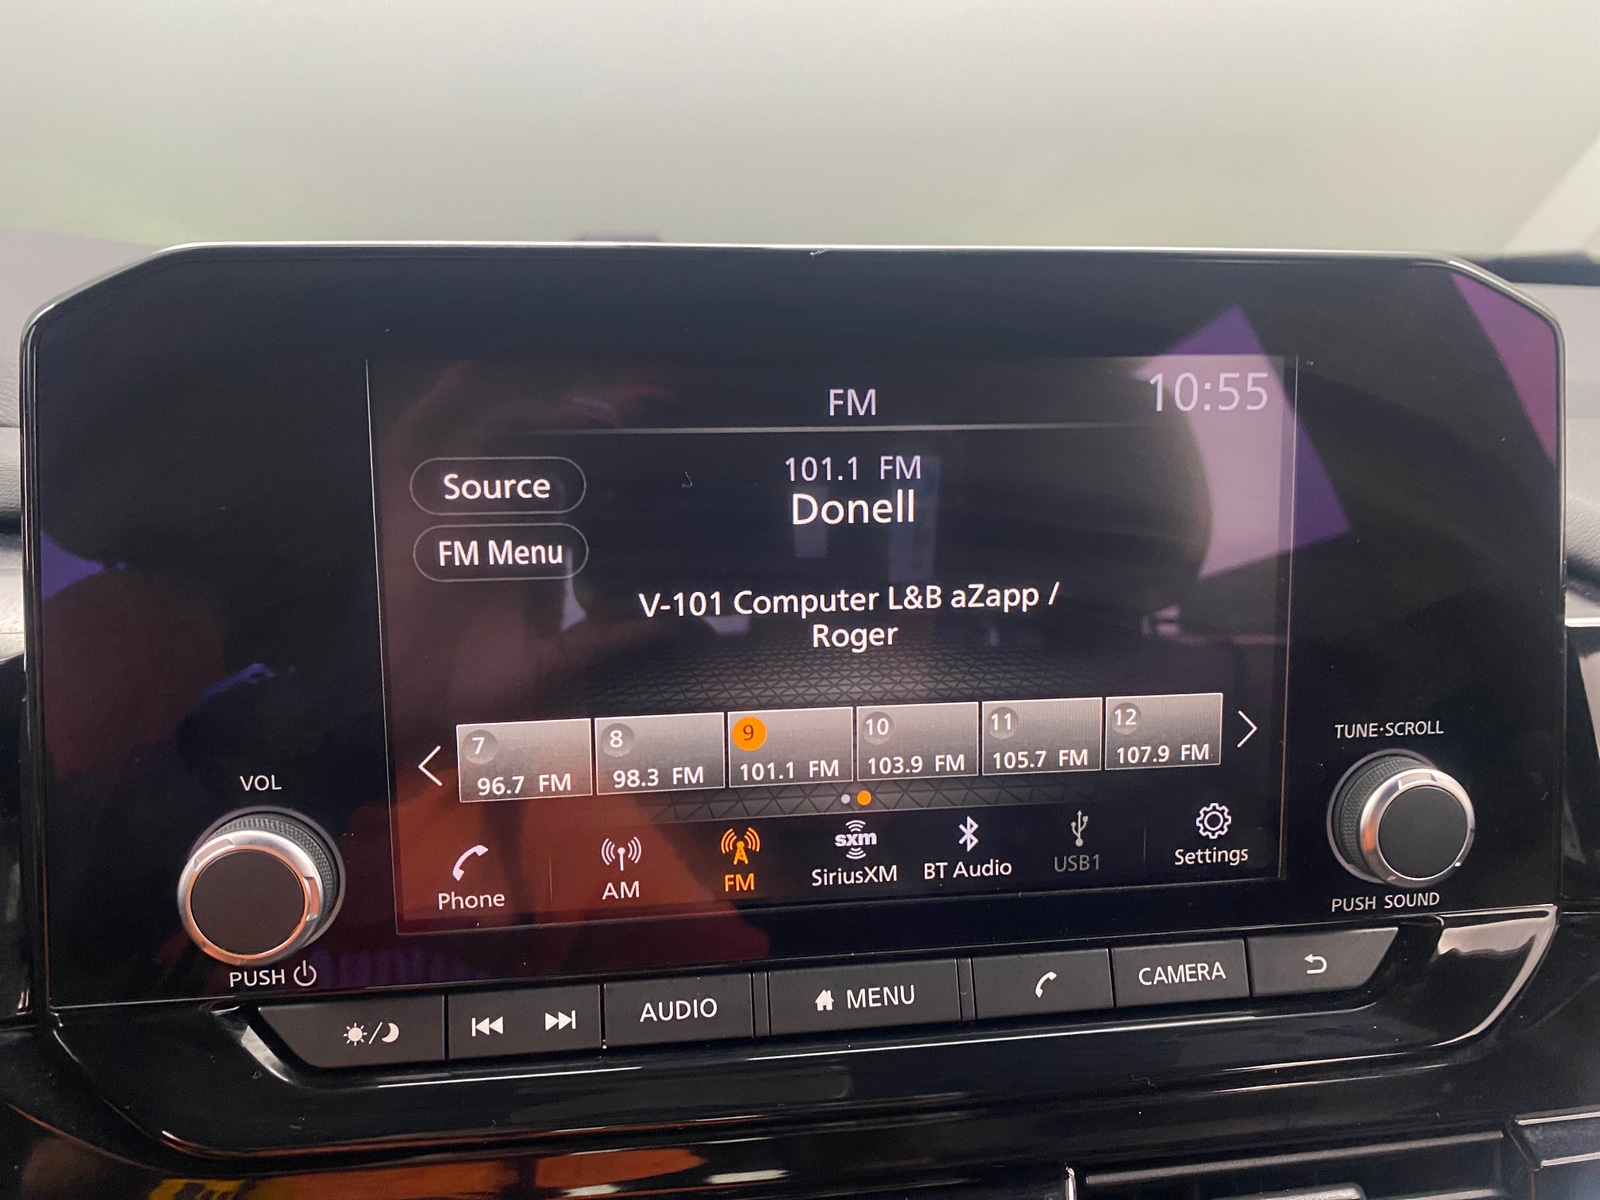 FM
10:55
Source
101.1 FM
Donell
FM Menu
V-101 Computer L&B aZapp /
Roger
7
96.7 FM
8
98.3 FM
9
101.1 FM
10
103.9 FM
11
105.7 FM
12
107.9 FM
Phone
AM
FM
sxm
SiriusXM
BT Audio
USB1
Settings
VOL
PUSH
TUNE·SCROLL
PUSH SOUND
AUDIO
MENU
CAMERA